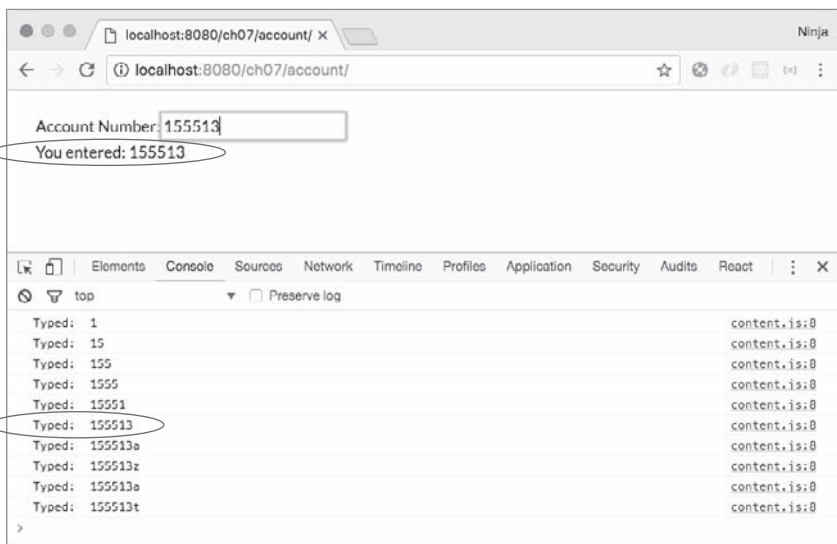 localhost:8080/ch07/account/ ×
Ninja
localhost:8080/ch07/account/
Account Number: 155513
You entered: 155513
Elements Console Sources Network Timeline Profiles Application Security Audits React
top Preserve log
Typed: 1 content.js:8
Typed: 15 content.js:8
Typed: 155 content.js:8
Typed: 1555 content.js:8
Typed: 15551 content.js:8
Typed: 155513 content.js:8
Typed: 155513a content.js:8
Typed: 155513z content.js:8
Typed: 155513a content.js:8
Typed: 155513t content.js:8
>